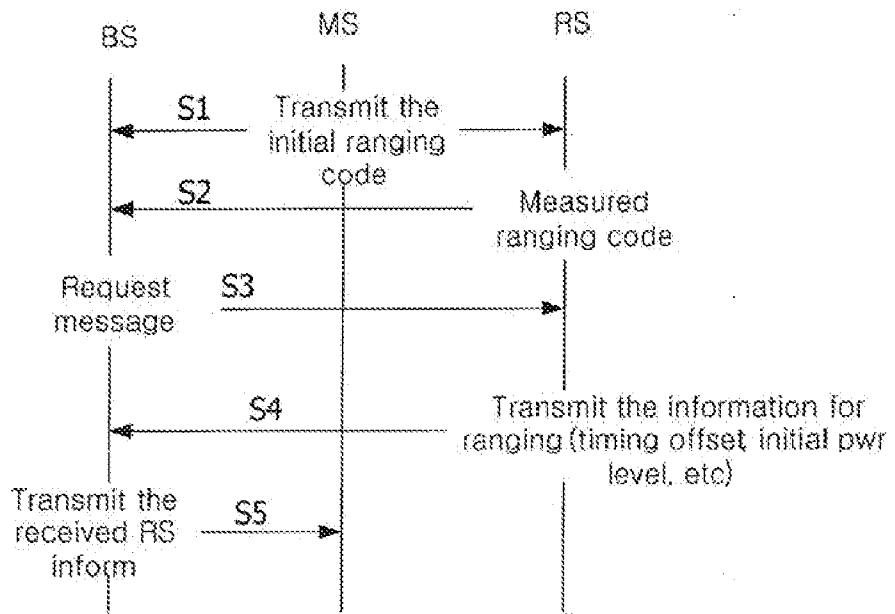 BS MS RS
S1 Transmit the
initial ranging
code
S2
Measured
ranging code
Request
message
S3
S4
Transmit the information for
ranging (timing offset, initial pwr
level, etc)
Transmit the
received RS
inform
S5